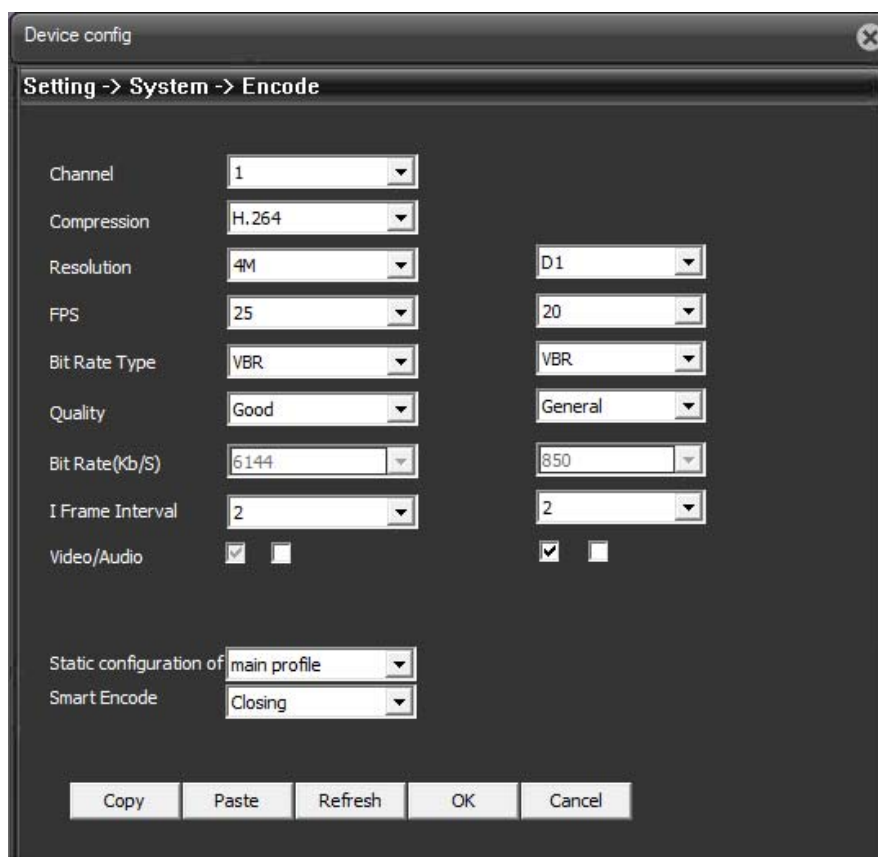 Device config
Setting -> System -> Encode
Channel 1
Compression H.264
Resolution 4M D1
FPS 25 20
Bit Rate Type VBR VBR
Quality Good General
Bit Rate(Kb/S) 6144 850
I Frame Interval 2 2
Video/Audio
Static configuration of main profile
Smart Encode Closing
Copy Paste Refresh OK Cancel